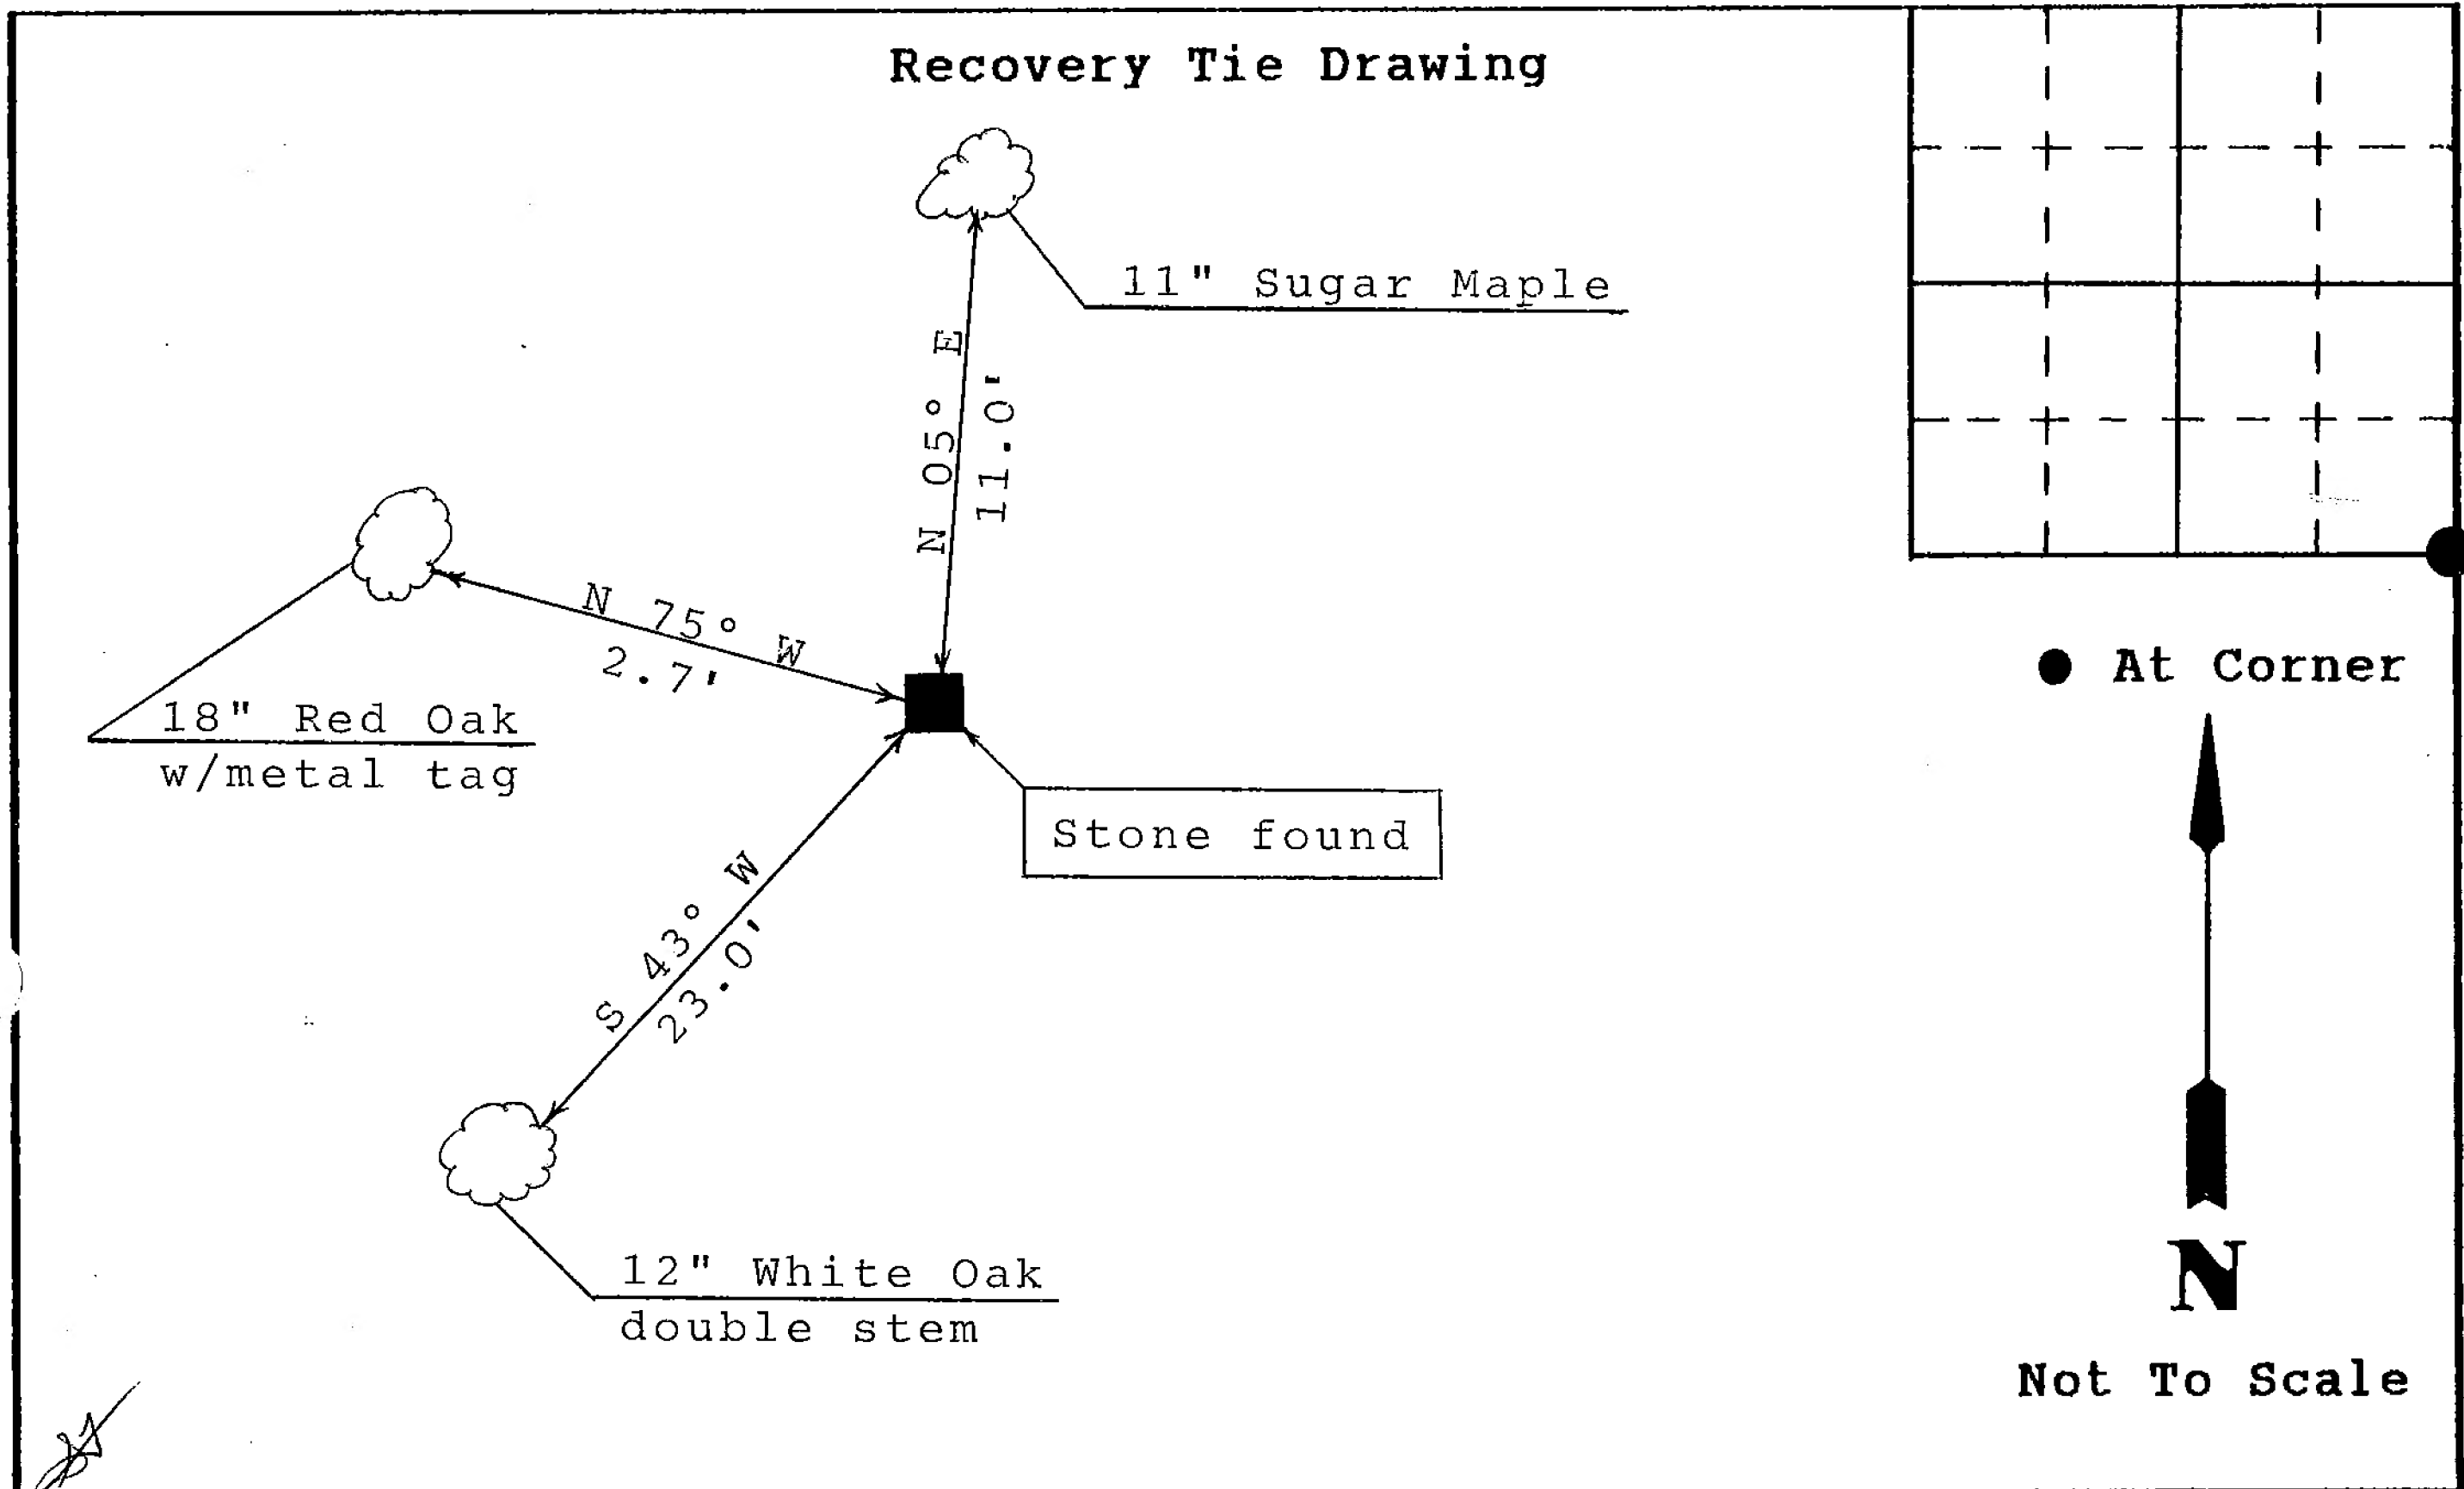 Recovery Tie Drawing
11" Sugar Maple
N 05° E
11.0'
N 75° W
2.7'
18" Red Oak
w/metal tag
Stone found
S 43° W
23.0'
12" White Oak
double stem
At Corner
N
Not To Scale